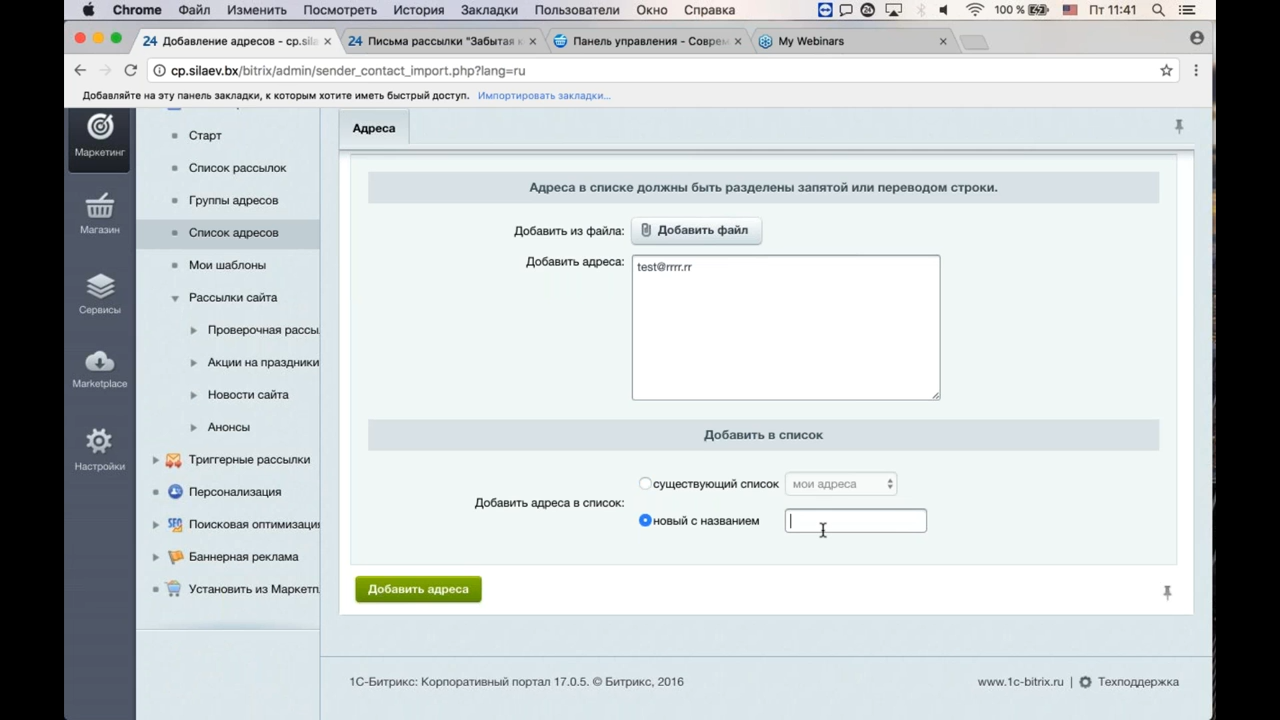 Chrome Файл Изменить Посмотреть История Закладки Пользователи Окно Справка 100 % Пт 11:41
24 Добавление адресов - cp.sila × 24 Письма рассылки "Забытая к × Панель управления - Соврем × My Webinars ×
cp.silaev.bx/bitrix/admin/sender_contact_import.php?lang=ru
Добавляйте на эту панель закладки, к которым хотите иметь быстрый доступ. Импортировать закладки...
Маркетинг
Магазин
Сервисы
Marketplace
Настройки
Старт
Список рассылок
Группы адресов
Список адресов
Мои шаблоны
Рассылки сайта
Проверочная рассы
Акции на праздники
Новости сайта
Анонсы
Триггерные рассылки
Персонализация
SEO Поисковая оптимизация
Баннерная реклама
Установить из Маркетп
Адреса
Адреса в списке должны быть разделены запятой или переводом строки.
Добавить из файла: Добавить файл
Добавить адреса: test@rrrr.rr
Добавить в список
Добавить адреса в список:
существующий список мои адреса
новый с названием
Добавить адреса
1С-Битрикс: Корпоративный портал 17.0.5. © Битрикс, 2016
www.1c-bitrix.ru | Техподдержка